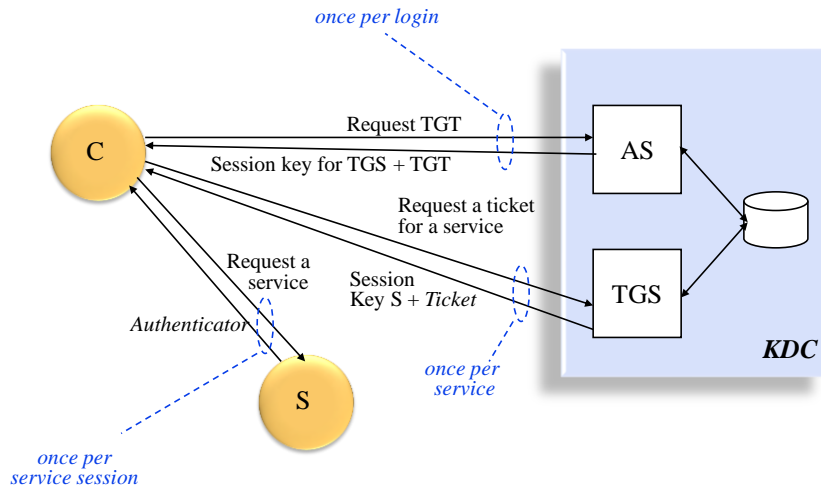 once per login
Request TGT
C
AS
Session key for TGS + TGT
Request a ticket
for a service
Request a
service
Session
Key S + Ticket
TGS
Authenticator
KDC
once per
service
S
once per
service session